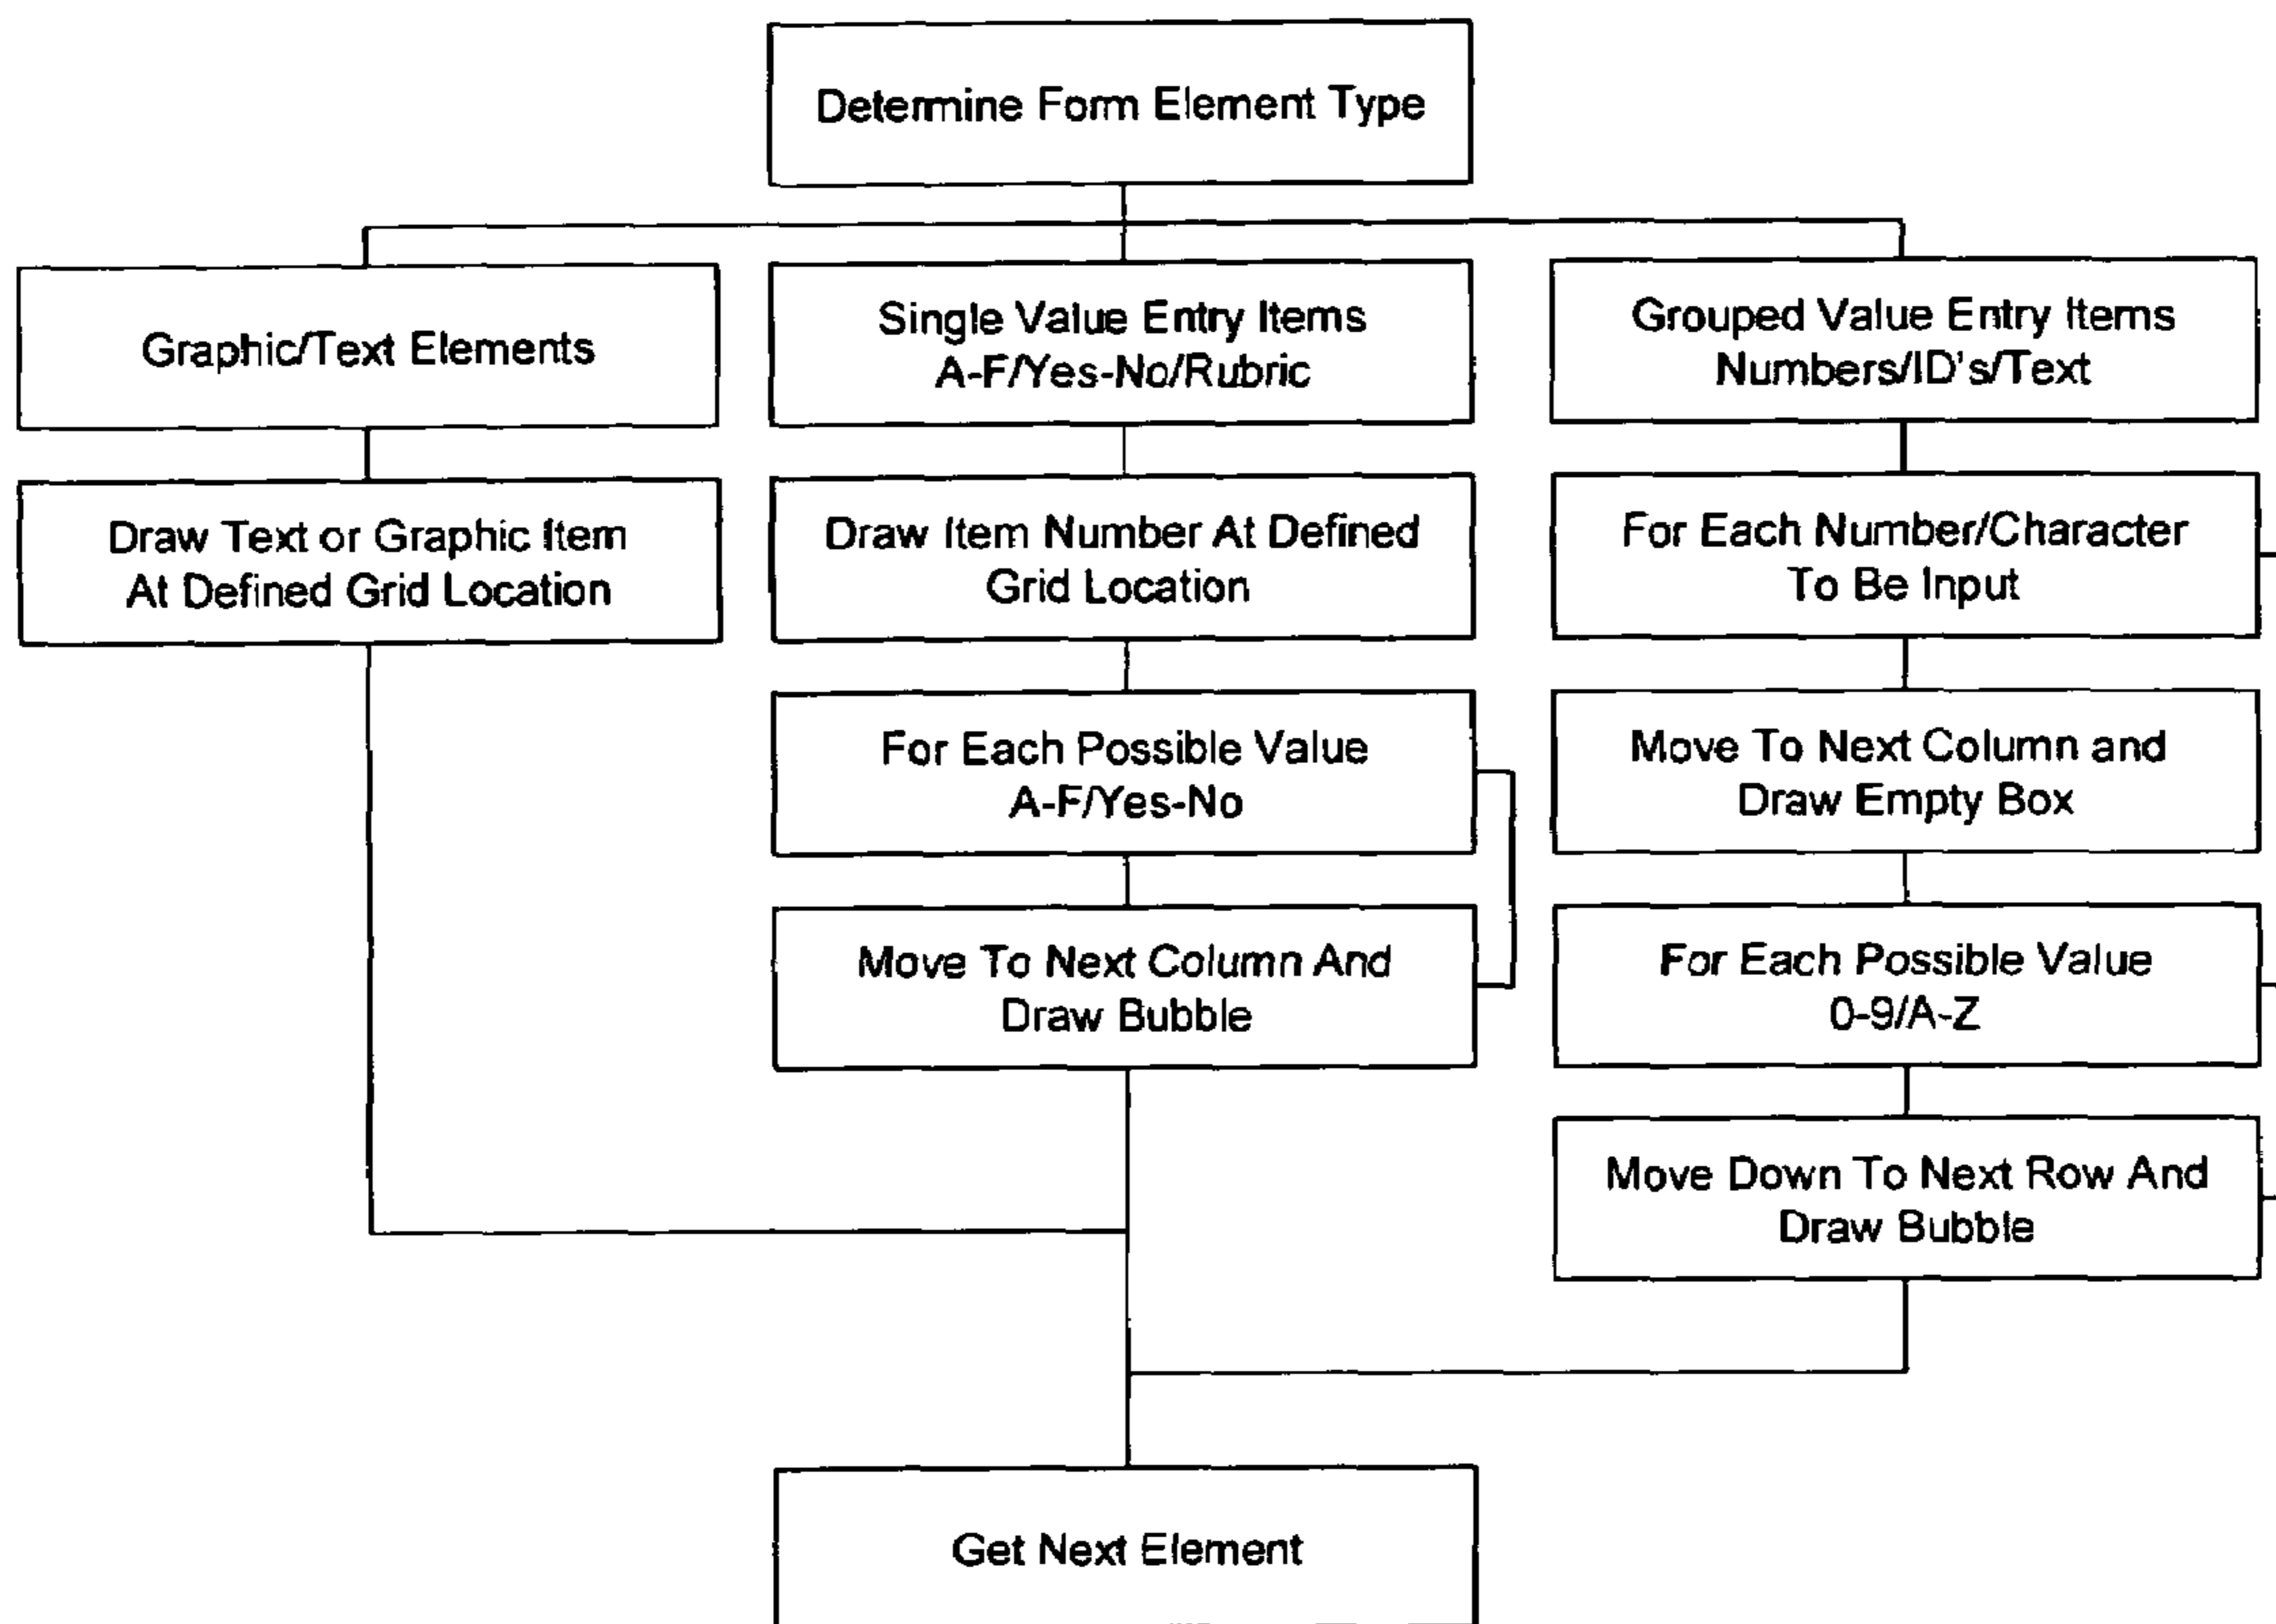 Determine Form Element Type
Graphic/Text Elements
Single Value Entry Items
A-F/Yes-No/Rubric
Grouped Value Entry Items
Numbers/ID's/Text
Draw Text or Graphic Item
At Defined Grid Location
Draw Item Number At Defined
Grid Location
For Each Number/Character
To Be Input
For Each Possible Value
A-F/Yes-No
Move To Next Column and
Draw Empty Box
Move To Next Column And
Draw Bubble
For Each Possible Value
0-9/A-Z
Move Down To Next Row And
Draw Bubble
Get Next Element